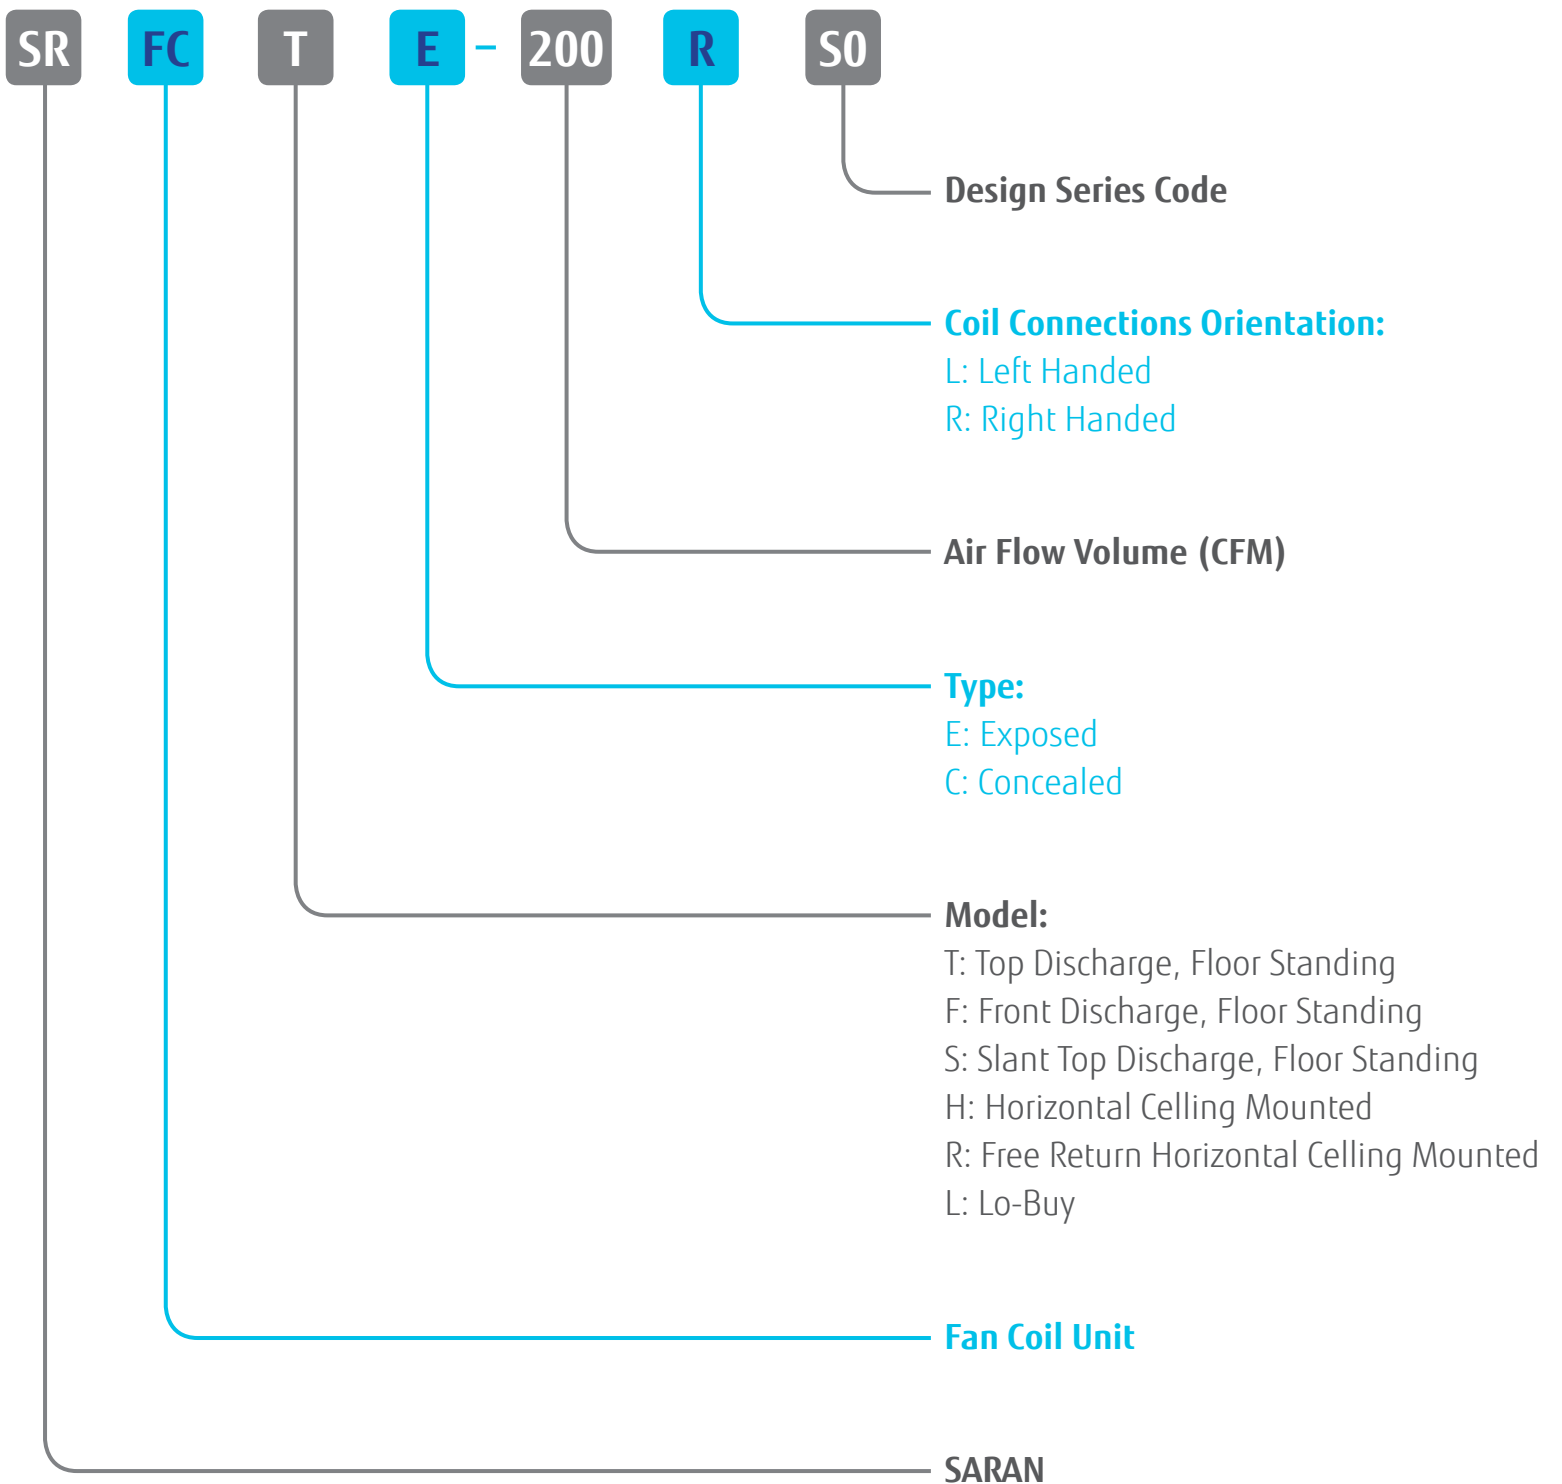 SR FC T E - 200 R S0
Design Series Code
Coil Connections Orientation:
L: Left Handed
R: Right Handed
Air Flow Volume (CFM)
Type:
E: Exposed
C: Concealed
Model:
T: Top Discharge, Floor Standing
F: Front Discharge, Floor Standing
S: Slant Top Discharge, Floor Standing
H: Horizontal Celling Mounted
R: Free Return Horizontal Celling Mounted
L: Lo-Buy
Fan Coil Unit
SARAN